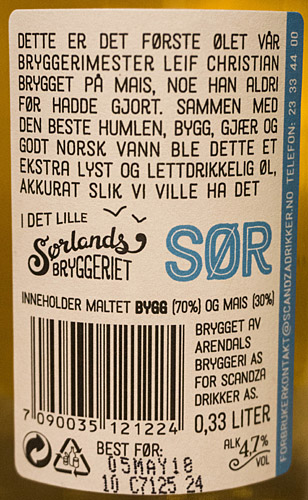 DETTE ER DET FØRSTE ØLET VÅR
BRYGGERIMESTER LEIF CHRISTIAN
BRYGGET PÅ MAIS, NOE HAN ALDRI
FØR HADDE GJORT. SAMMEN MED
DEN BESTE HUMLEN, BYGG, GJÆR OG
GODT NORSK VANN BLE DETTE ET
EKSTRA LYST OG LETTDRIKKELIG ØL,
AKKURAT SLIK VI VILLE HA DET
I DET LILLE
Sørlands
BRYGGERIET
SØR
INNEHOLDER MALTET BYGG (70%) OG MAIS (30%)
7 090035 121224
BRYGGET AV
ARENDALS
BRYGGERI AS
FOR SCANDZA
DRIKKER AS.
0,33 LITER
ALK 4,7%
VOL
BEST FØR:
05MAY18
10 C7125 24
FORBRUKERKONTAKT@SCANDZADRIKKER.NO TELEFON: 23 33 44 00